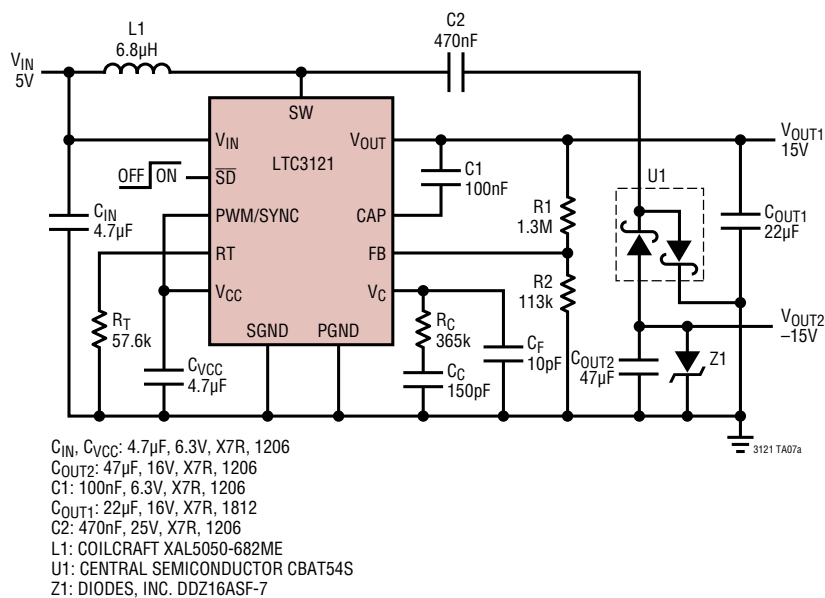 L1
6.8µH
C2
470nF
VIN
5V
SW
VIN
VOUT
LTC3121
VOUT1
15V
OFF ON
SD
C1
100nF
U1
CIN
4.7µF
PWM/SYNC
CAP
R1
1.3M
COUT1
22µF
RT
FB
VCC
VC
R2
113k
RT
57.6k
SGND
PGND
RC
365k
VOUT2
–15V
CVCC
4.7µF
CC
150pF
CF
10pF
COUT2
47µF
Z1
3121 TA07a
CIN, CVCC: 4.7µF, 6.3V, X7R, 1206
COUT2: 47µF, 16V, X7R, 1206
C1: 100nF, 6.3V, X7R, 1206
COUT1: 22µF, 16V, X7R, 1812
C2: 470nF, 25V, X7R, 1206
L1: COILCRAFT XAL5050-682ME
U1: CENTRAL SEMICONDUCTOR CBAT54S
Z1: DIODES, INC. DDZ16ASF-7